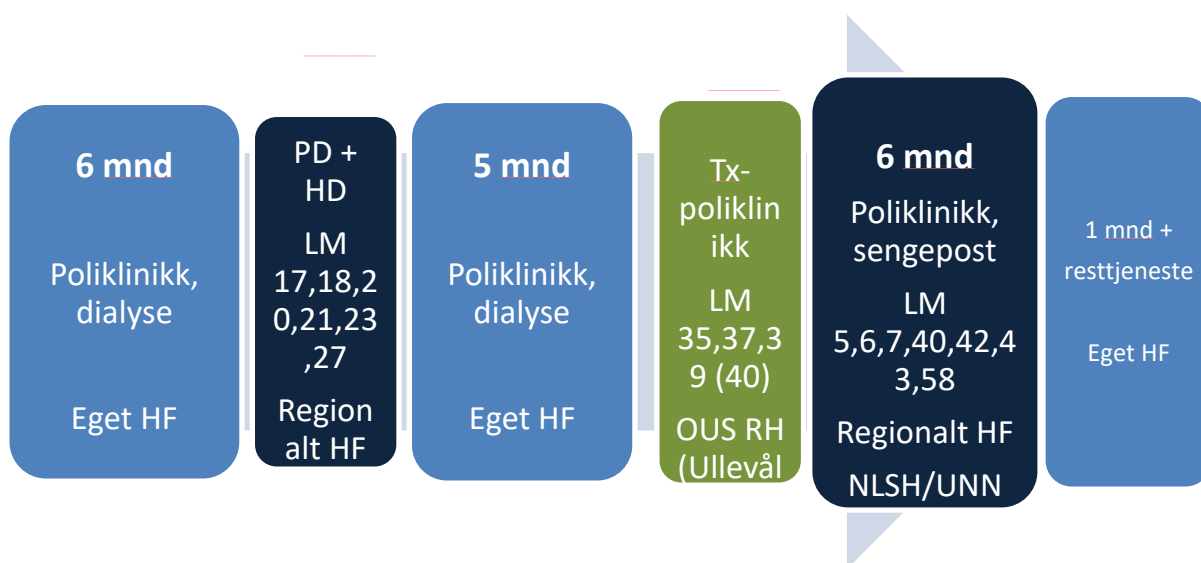 6 mnd
Poliklinikk,
dialyse
Eget HF
PD +
HD
LM
17,18,2
0,21,23
,27
Region
alt HF
5 mnd
Poliklinikk,
dialyse
Eget HF
Tx-
poliklin
ikk
LM
35,37,3
9 (40)
OUS RH
(Ullevål
6 mnd
Poliklinikk,
sengepost
LM
5,6,7,40,42,4
3,58
Regionalt HF
NLSH/UNN
1 mnd +
resttjeneste
Eget HF